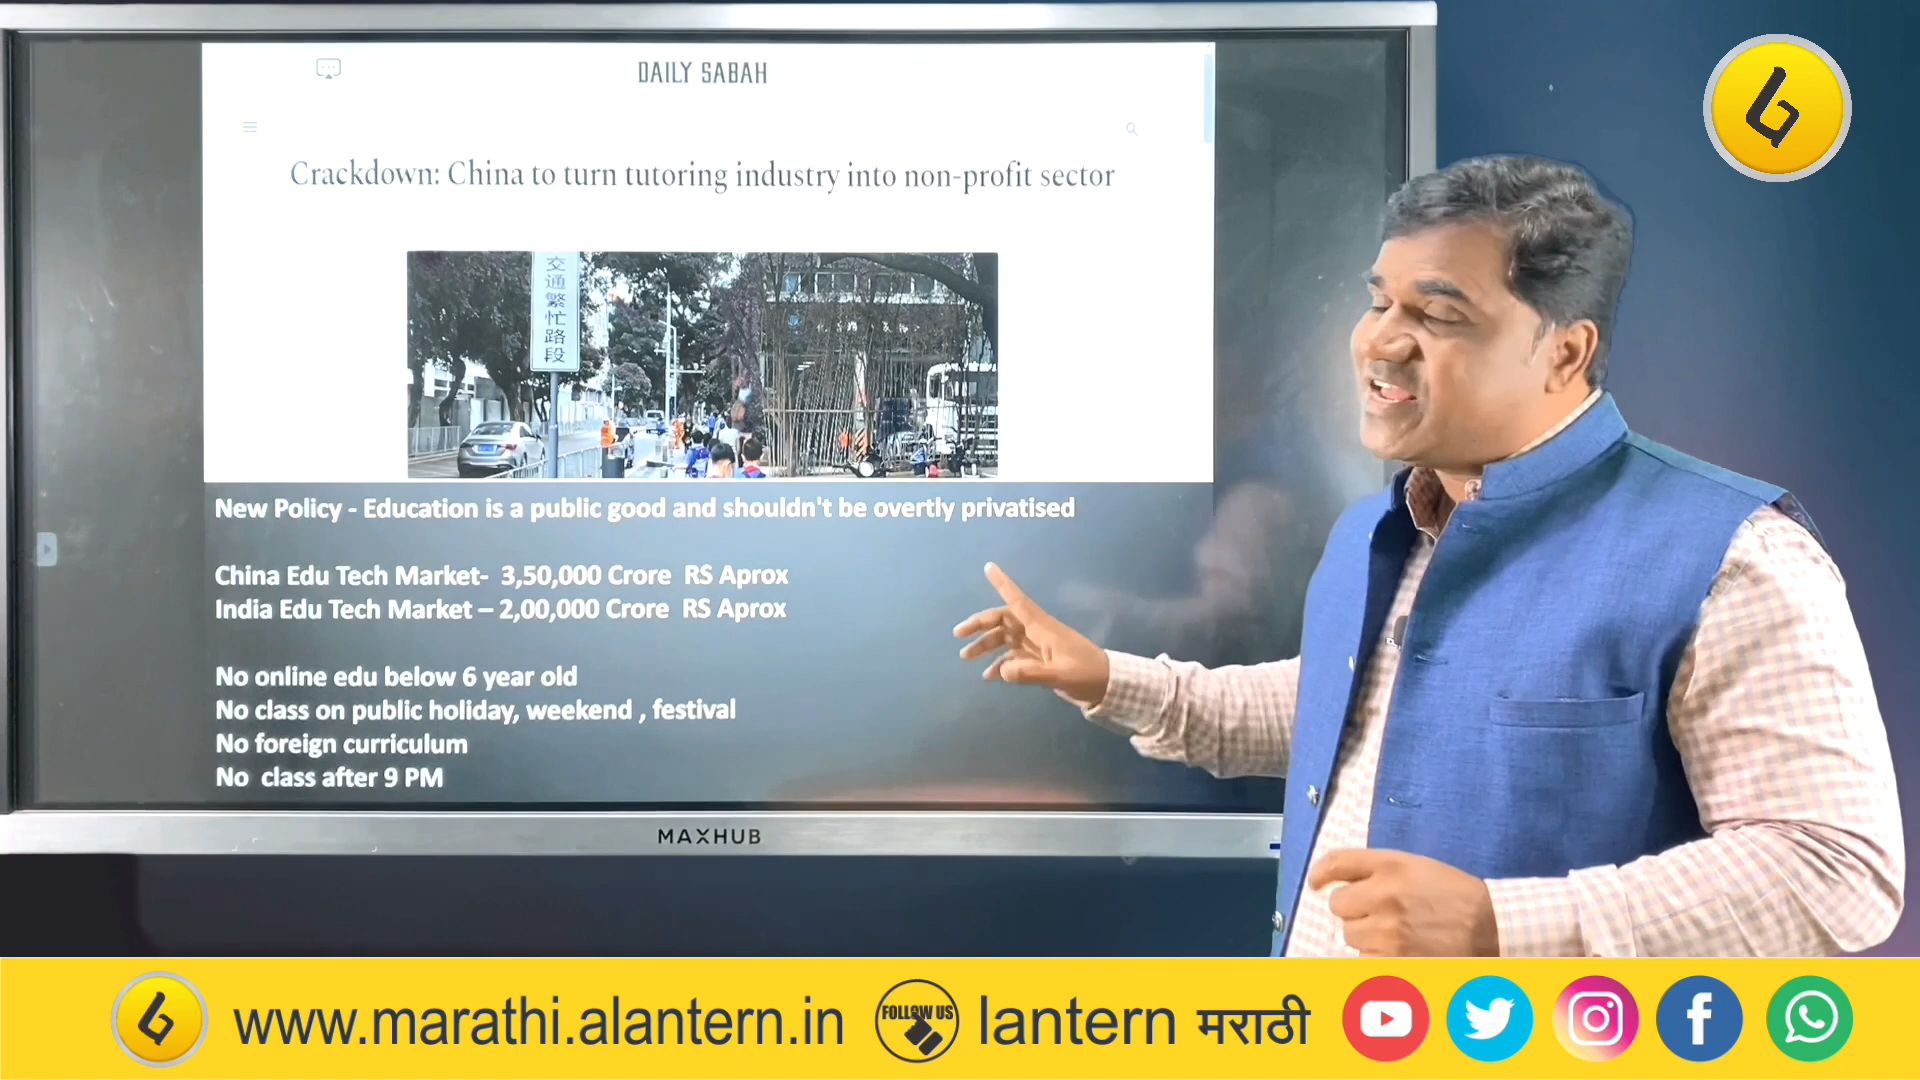 DAILY SABAH
Crackdown: China to turn tutoring industry into non-profit sector
交通繁忙路段
New Policy - Education is a public good and shouldn't be overtly privatised
China Edu Tech Market- 3,50,000 Crore RS Aprox
India Edu Tech Market – 2,00,000 Crore RS Aprox
No online edu below 6 year old
No class on public holiday, weekend , festival
No foreign curriculum
No class after 9 PM
MAXHUB
www.marathi.alantern.in FOLLOW US lantern मराठी